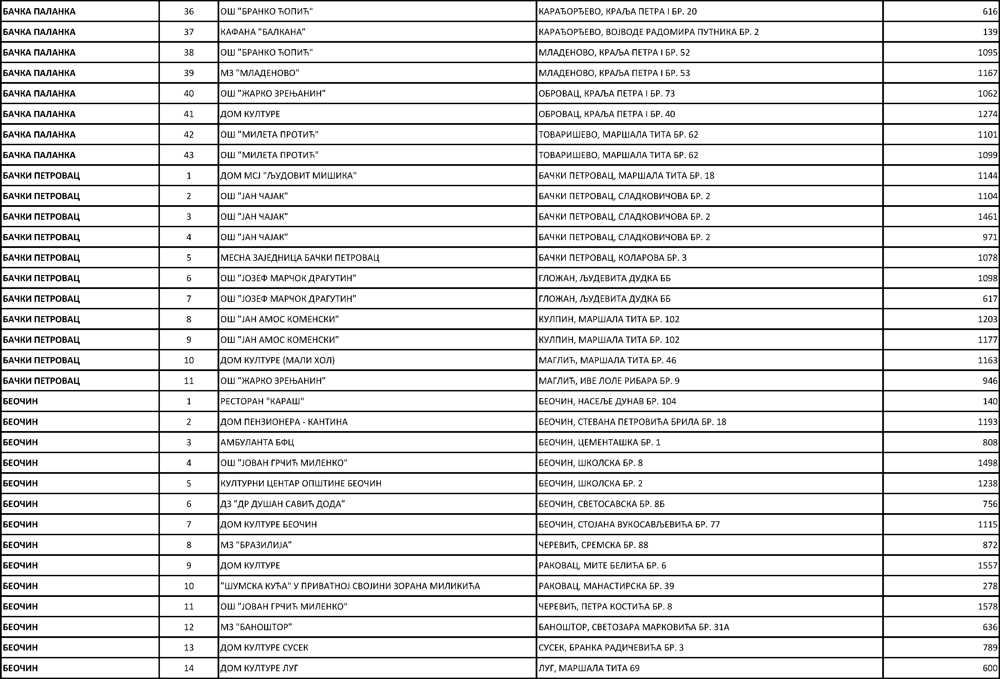 БАЧКА ПАЛАНКА 36 ОШ "БРАНКО ЋОПИЋ" КАРАЂОРЂЕВО, КРАЉА ПЕТРА I БР. 20 616
БАЧКА ПАЛАНКА 37 КАФАНА "БАЛКАНА" КАРАЂОРЂЕВО, ВОЈВОДЕ РАДОМИРА ПУТНИКА БР. 2 139
БАЧКА ПАЛАНКА 38 ОШ "БРАНКО ЋОПИЋ" МЛАДЕНОВО, КРАЉА ПЕТРА I БР. 52 1095
БАЧКА ПАЛАНКА 39 МЗ "МЛАДЕНОВО" МЛАДЕНОВО, КРАЉА ПЕТРА I БР. 53 1167
БАЧКА ПАЛАНКА 40 ОШ "ЖАРКО ЗРЕЊАНИН" ОБРОВАЦ, КРАЉА ПЕТРА I БР. 73 1062
БАЧКА ПАЛАНКА 41 ДОМ КУЛТУРЕ ОБРОВАЦ, КРАЉА ПЕТРА I БР. 40 1274
БАЧКА ПАЛАНКА 42 ОШ "МИЛЕТА ПРОТИЋ" ТОВАРИШЕВО, МАРШАЛА ТИТА БР. 62 1101
БАЧКА ПАЛАНКА 43 ОШ "МИЛЕТА ПРОТИЋ" ТОВАРИШЕВО, МАРШАЛА ТИТА БР. 62 1099
БАЧКИ ПЕТРОВАЦ 1 ДОМ МСЈ "ЉУДОВИТ МИШИКА" БАЧКИ ПЕТРОВАЦ, МАРШАЛА ТИТА БР. 18 1144
БАЧКИ ПЕТРОВАЦ 2 ОШ "ЈАН ЧАЈАК" БАЧКИ ПЕТРОВАЦ, СЛАДКОВИЧОВА БР. 2 1104
БАЧКИ ПЕТРОВАЦ 3 ОШ "ЈАН ЧАЈАК" БАЧКИ ПЕТРОВАЦ, СЛАДКОВИЧОВА БР. 2 1461
БАЧКИ ПЕТРОВАЦ 4 ОШ "ЈАН ЧАЈАК" БАЧКИ ПЕТРОВАЦ, СЛАДКОВИЧОВА БР. 2 971
БАЧКИ ПЕТРОВАЦ 5 МЕСНА ЗАЈЕДНИЦА БАЧКИ ПЕТРОВАЦ БАЧКИ ПЕТРОВАЦ, КОЛАРОВА БР. 3 1078
БАЧКИ ПЕТРОВАЦ 6 ОШ "ЈОЗЕФ МАРЧОК ДРАГУТИН" ГЛОЖАН, ЉУДЕВИТА ДУДКА ББ 1098
БАЧКИ ПЕТРОВАЦ 7 ОШ "ЈОЗЕФ МАРЧОК ДРАГУТИН" ГЛОЖАН, ЉУДЕВИТА ДУДКА ББ 617
БАЧКИ ПЕТРОВАЦ 8 ОШ "ЈАН АМОС КОМЕНСКИ" КУЛПИН, МАРШАЛА ТИТА БР. 102 1203
БАЧКИ ПЕТРОВАЦ 9 ОШ "ЈАН АМОС КОМЕНСКИ" КУЛПИН, МАРШАЛА ТИТА БР. 102 1177
БАЧКИ ПЕТРОВАЦ 10 ДОМ КУЛТУРЕ (МАЛИ ХОЛ) МАГЛИЋ, МАРШАЛА ТИТА БР. 46 1163
БАЧКИ ПЕТРОВАЦ 11 ОШ "ЖАРКО ЗРЕЊАНИН" МАГЛИЋ, ИВЕ ЛОЛЕ РИБАРА БР. 9 946
БЕОЧИН 1 РЕСТОРАН "КАРАШ" БЕОЧИН, НАСЕЉЕ ДУНАВ БР. 104 140
БЕОЧИН 2 ДОМ ПЕНЗИОНЕРА - КАНТИНА БЕОЧИН, СТЕВАНА ПЕТРОВИЋА БРИЛА БР. 18 1193
БЕОЧИН 3 АМБУЛАНТА БФЦ БЕОЧИН, ЦЕМЕНТАШКА БР. 1 808
БЕОЧИН 4 ОШ "ЈОВАН ГРЧИЋ МИЛЕНКО" БЕОЧИН, ШКОЛСКА БР. 8 1498
БЕОЧИН 5 КУЛТУРНИ ЦЕНТАР ОПШТИНЕ БЕОЧИН БЕОЧИН, ШКОЛСКА БР. 2 1238
БЕОЧИН 6 ДЗ "ДР ДУШАН САВИЋ ДОДА" БЕОЧИН, СВЕТОСАВСКА БР. 8Б 756
БЕОЧИН 7 ДОМ КУЛТУРЕ БЕОЧИН БЕОЧИН, СТОЈАНА ВУКОСАВЉЕВИЋА БР. 77 1115
БЕОЧИН 8 МЗ "БРАЗИЛИЈА" ЧЕРЕВИЋ, СРЕМСКА БР. 88 872
БЕОЧИН 9 ДОМ КУЛТУРЕ РАКОВАЦ, МИТЕ БЕЛИЋА БР. 6 1557
БЕОЧИН 10 "ШУМСКА КУЋА" У ПРИВАТНОЈ СВОЈИНИ ЗОРАНА МИЛИКИЋА РАКОВАЦ, МАНАСТИРСКА БР. 39 278
БЕОЧИН 11 ОШ "ЈОВАН ГРЧИЋ МИЛЕНКО" ЧЕРЕВИЋ, ПЕТРА КОСТИЋА БР. 8 1578
БЕОЧИН 12 МЗ "БАНОШТОР" БАНОШТОР, СВЕТОЗАРА МАРКОВИЋА БР. 31А 636
БЕОЧИН 13 ДОМ КУЛТУРЕ СУСЕК СУСЕК, БРАНКА РАДИЧЕВИЋА БР. 3 789
БЕОЧИН 14 ДОМ КУЛТУРЕ ЛУГ ЛУГ, МАРШАЛА ТИТА 69 600